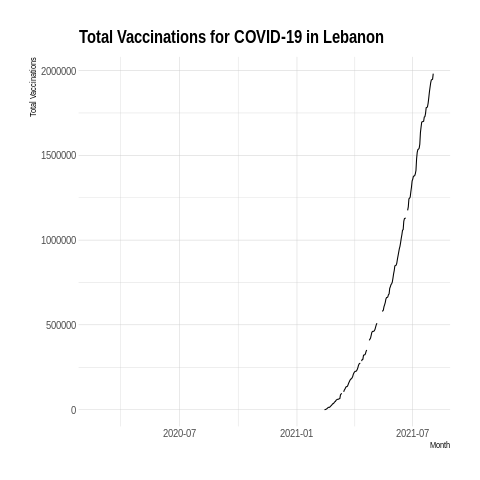 Total Vaccinations for COVID-19 in Lebanon
Total Vaccinations
2000000
1500000
1000000
500000
0
2020-07
2021-01
2021-07
Month